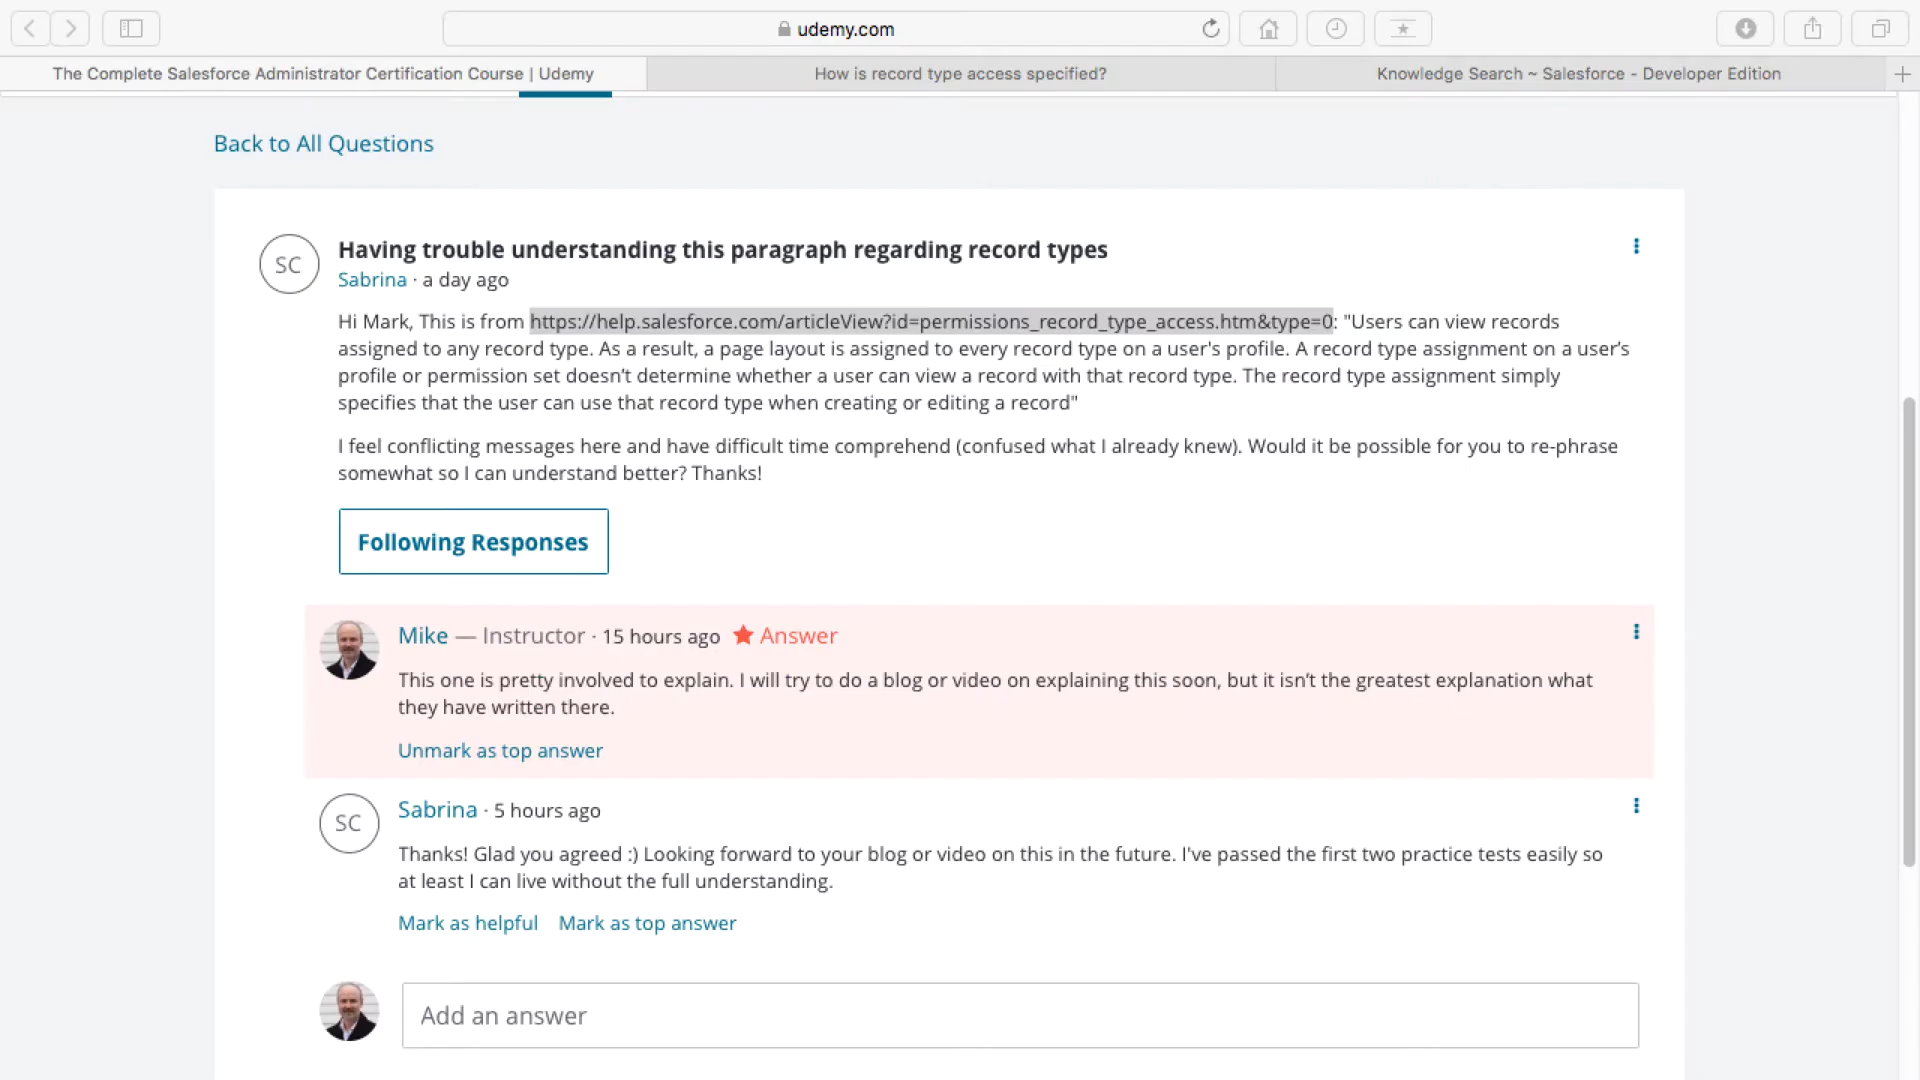 udemy.com
The Complete Salesforce Administrator Certification Course | Udemy
How is record type access specified?
Knowledge Search ~ Salesforce - Developer Edition
Back to All Questions
SC
Having trouble understanding this paragraph regarding record types
Sabrina · a day ago
Hi Mark, This is from https://help.salesforce.com/articleView?id=permissions_record_type_access.htm&type=0: "Users can view records
assigned to any record type. As a result, a page layout is assigned to every record type on a user's profile. A record type assignment on a user’s
profile or permission set doesn’t determine whether a user can view a record with that record type. The record type assignment simply
specifies that the user can use that record type when creating or editing a record"
I feel conflicting messages here and have difficult time comprehend (confused what I already knew). Would it be possible for you to re-phrase
somewhat so I can understand better? Thanks!
Following Responses
Mike — Instructor · 15 hours ago ★ Answer
This one is pretty involved to explain. I will try to do a blog or video on explaining this soon, but it isn’t the greatest explanation what
they have written there.
Unmark as top answer
SC
Sabrina · 5 hours ago
Thanks! Glad you agreed :) Looking forward to your blog or video on this in the future. I've passed the first two practice tests easily so
at least I can live without the full understanding.
Mark as helpful Mark as top answer
Add an answer